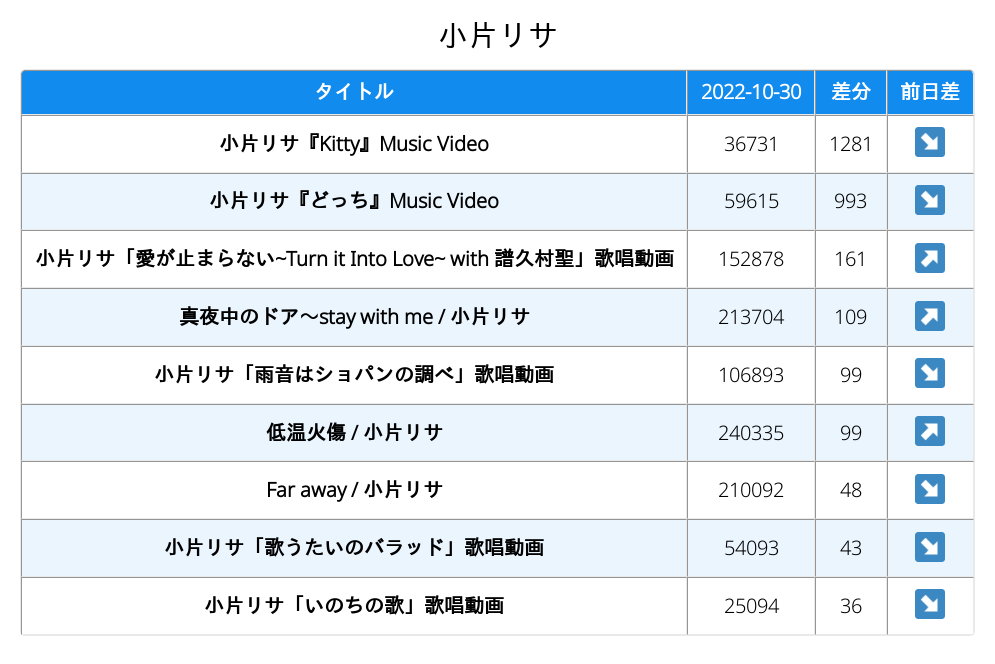 小片リサ
タイトル 2022-10-30 差分 前日差
小片リサ『Kitty』Music Video 36731 1281 ↘
小片リサ『どっち』Music Video 59615 993 ↘
小片リサ「愛が止まらない~Turn it Into Love~ with 譜久村聖」歌唱動画 152878 161 ↗
真夜中のドア〜stay with me / 小片リサ 213704 109 ↗
小片リサ「雨音はショパンの調べ」歌唱動画 106893 99 ↘
低温火傷 / 小片リサ 240335 99 ↗
Far away / 小片リサ 210092 48 ↘
小片リサ「歌うたいのバラッド」歌唱動画 54093 43 ↘
小片リサ「いのちの歌」歌唱動画 25094 36 ↘